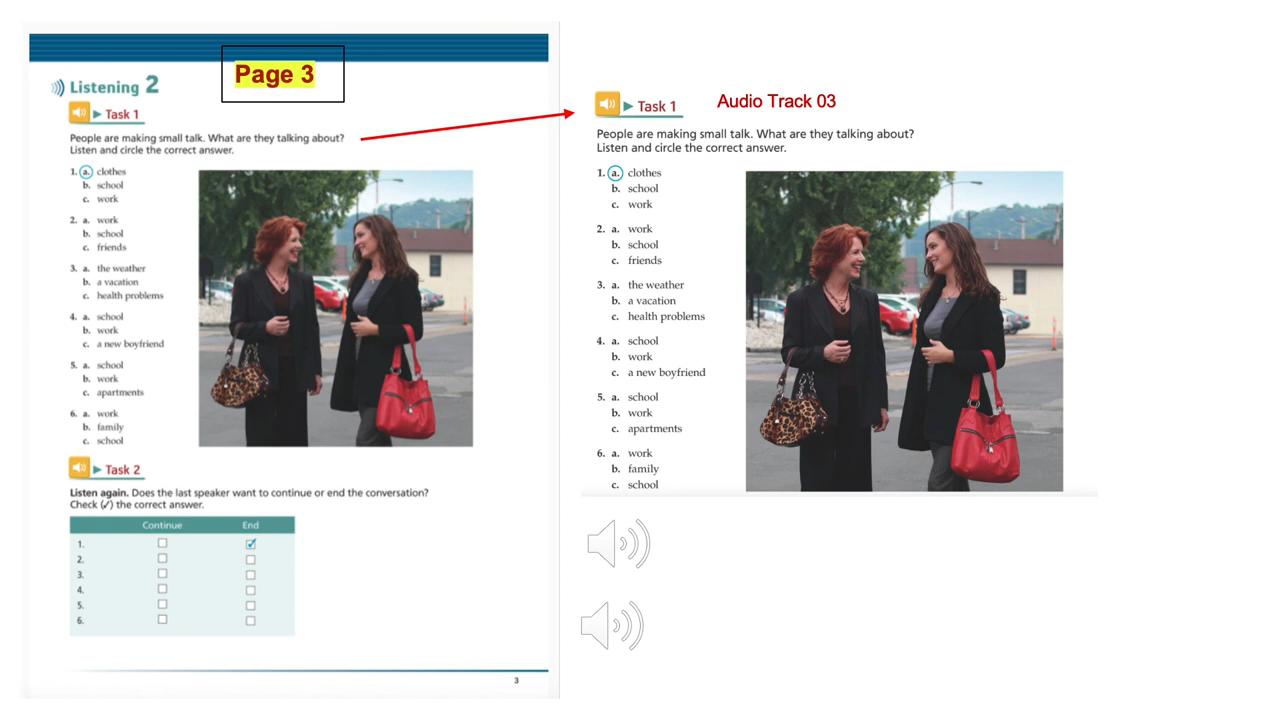 Page 3
Listening 2
Task 1
People are making small talk. What are they talking about?
Listen and circle the correct answer.
1. a. clothes
b. school
c. work
2. a. work
b. school
c. friends
3. a. the weather
b. a vacation
c. health problems
4. a. school
b. work
c. a new boyfriend
5. a. school
b. work
c. apartments
6. a. work
b. family
c. school
Task 2
Listen again. Does the last speaker want to continue or end the conversation?
Check (✓) the correct answer.
Continue End
1.
2.
3.
4.
5.
6.
3
Task 1 Audio Track 03
People are making small talk. What are they talking about?
Listen and circle the correct answer.
1. a. clothes
b. school
c. work
2. a. work
b. school
c. friends
3. a. the weather
b. a vacation
c. health problems
4. a. school
b. work
c. a new boyfriend
5. a. school
b. work
c. apartments
6. a. work
b. family
c. school